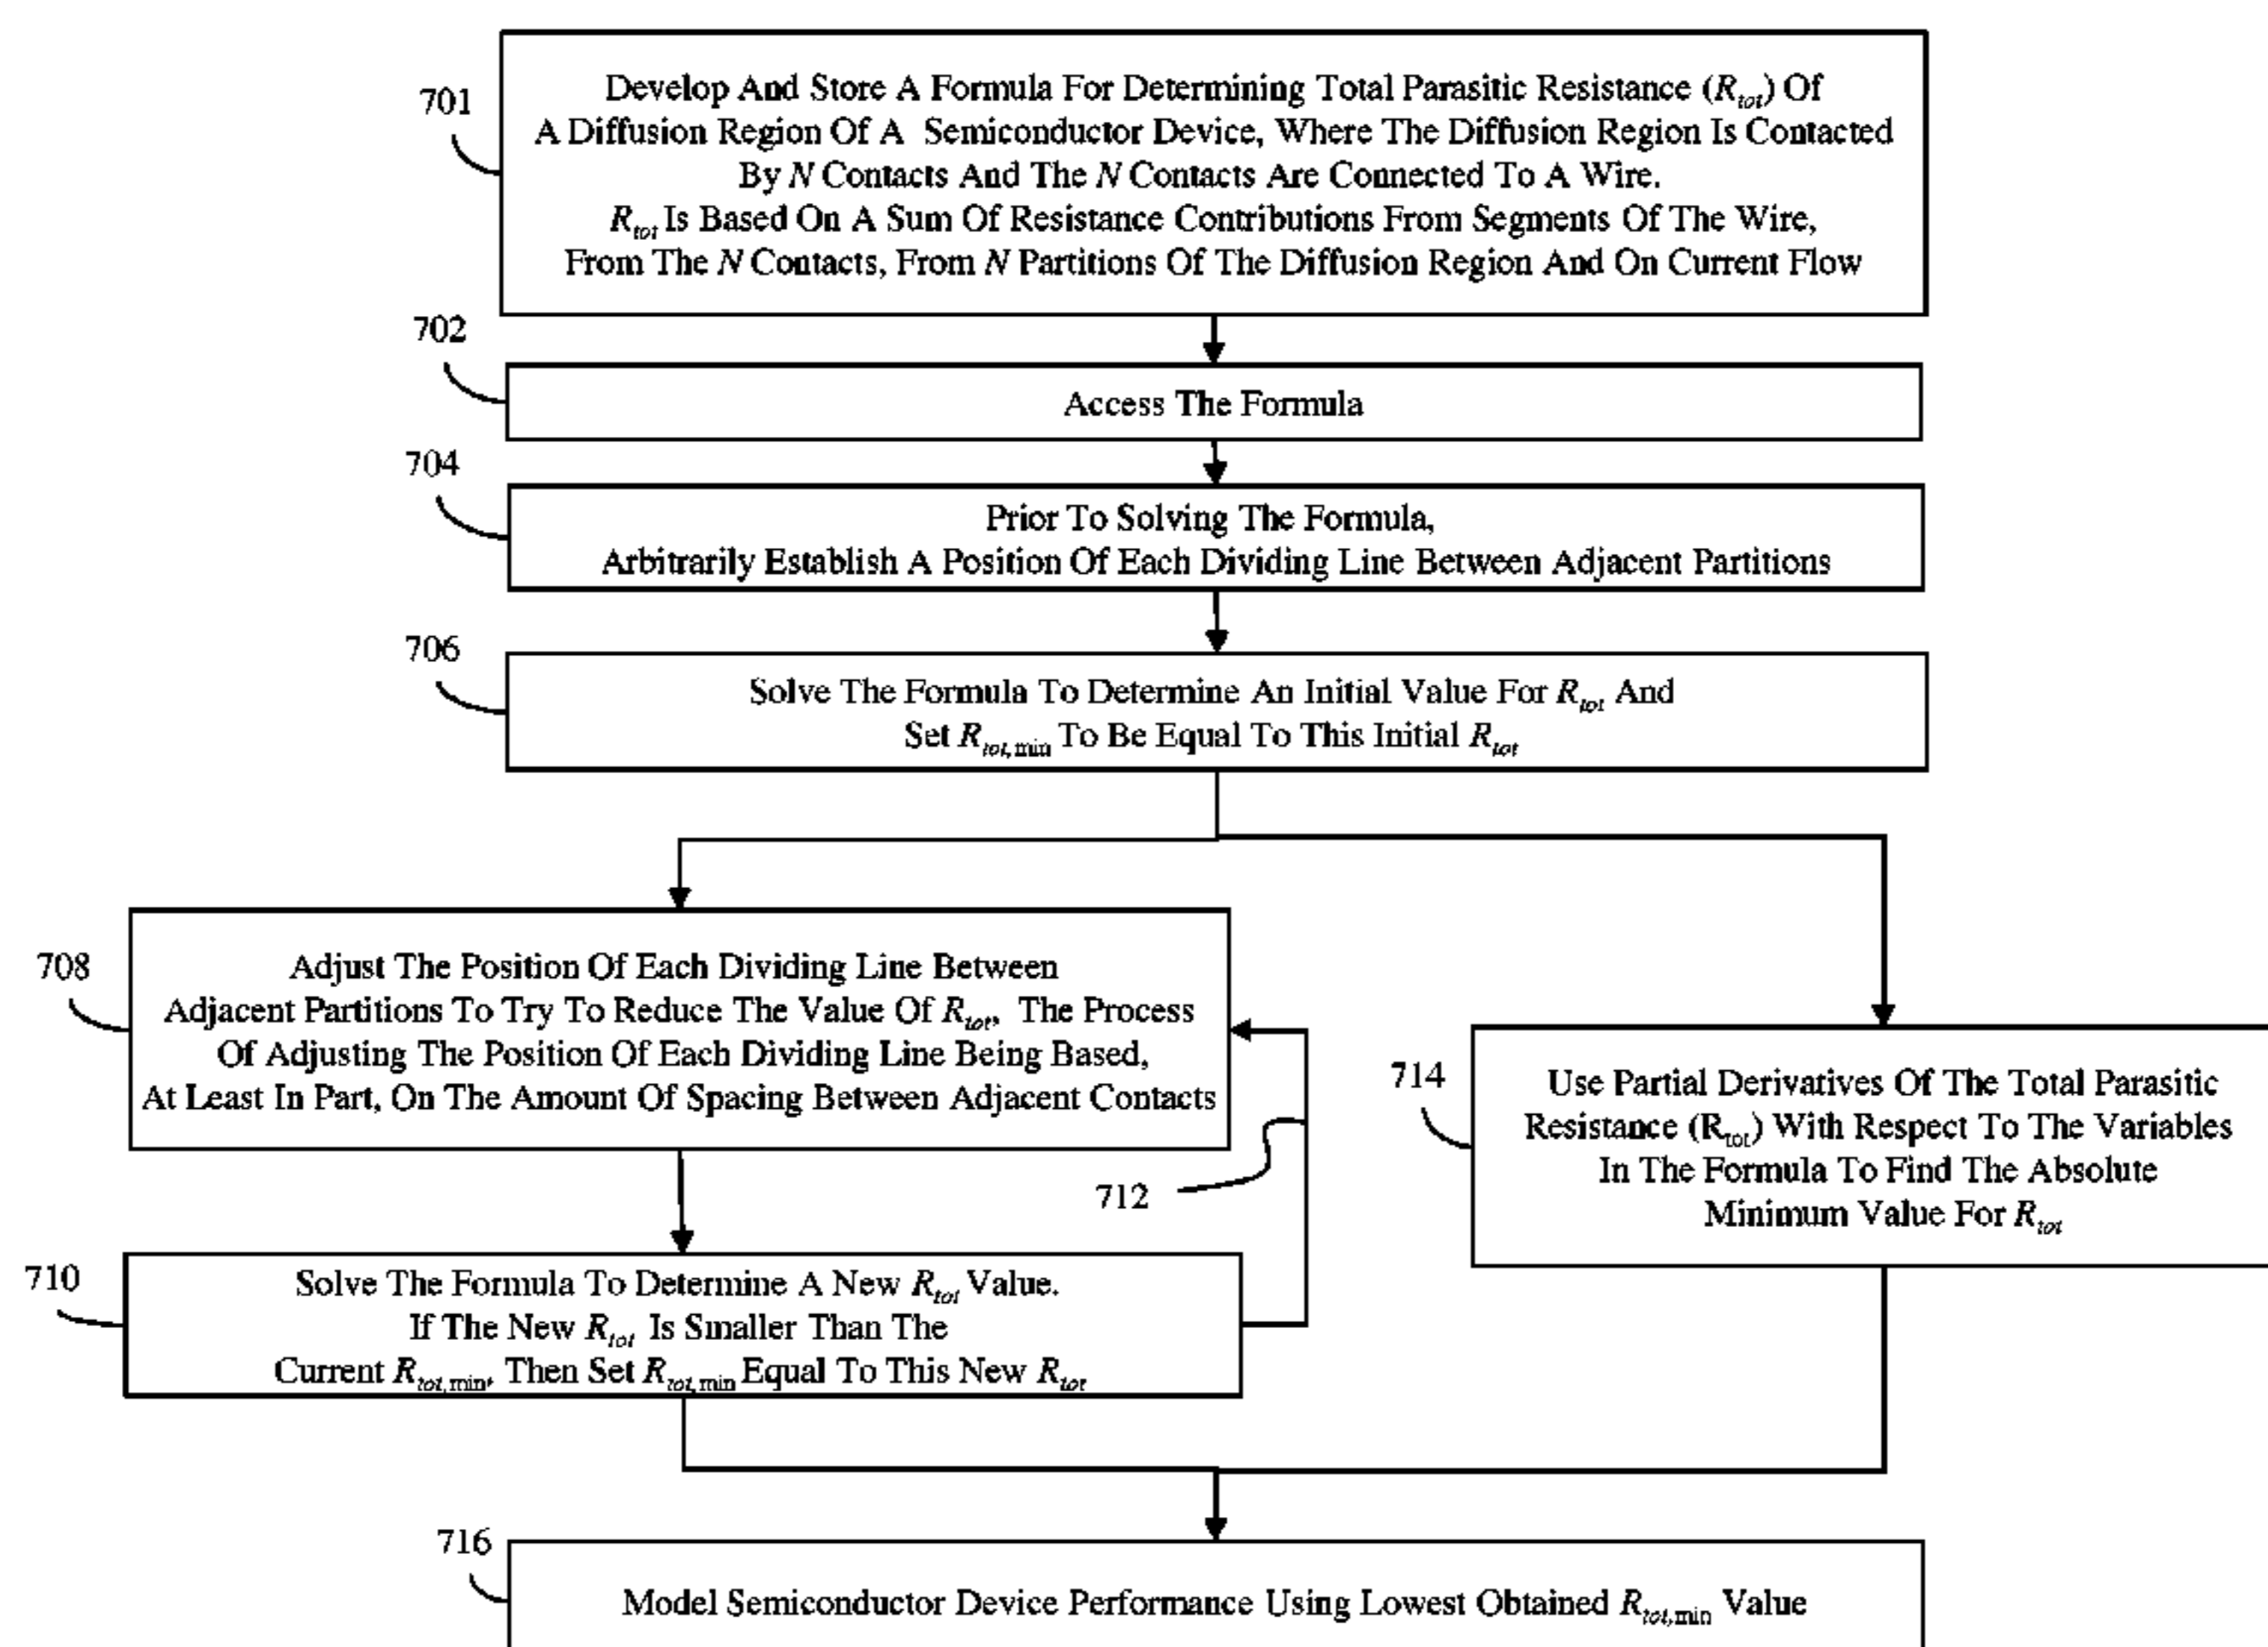 701
Develop And Store A Formula For Determining Total Parasitic Resistance (Rtot) Of
A Diffusion Region Of A Semiconductor Device, Where The Diffusion Region Is Contacted
By N Contacts And The N Contacts Are Connected To A Wire.
Rtot Is Based On A Sum Of Resistance Contributions From Segments Of The Wire,
From The N Contacts, From N Partitions Of The Diffusion Region And On Current Flow
702
Access The Formula
704
Prior To Solving The Formula,
Arbitrarily Establish A Position Of Each Dividing Line Between Adjacent Partitions
706
Solve The Formula To Determine An Initial Value For Rtot And
Set Rtot,min To Be Equal To This Initial Rtot
708
Adjust The Position Of Each Dividing Line Between
Adjacent Partitions To Try To Reduce The Value Of Rtot, The Process
Of Adjusting The Position Of Each Dividing Line Being Based,
At Least In Part, On The Amount Of Spacing Between Adjacent Contacts
712
714
Use Partial Derivatives Of The Total Parasitic
Resistance (Rtot) With Respect To The Variables
In The Formula To Find The Absolute
Minimum Value For Rtot
710
Solve The Formula To Determine A New Rtot Value.
If The New Rtot Is Smaller Than The
Current Rtot,min, Then Set Rtot,min Equal To This New Rtot
716
Model Semiconductor Device Performance Using Lowest Obtained Rtot,min Value